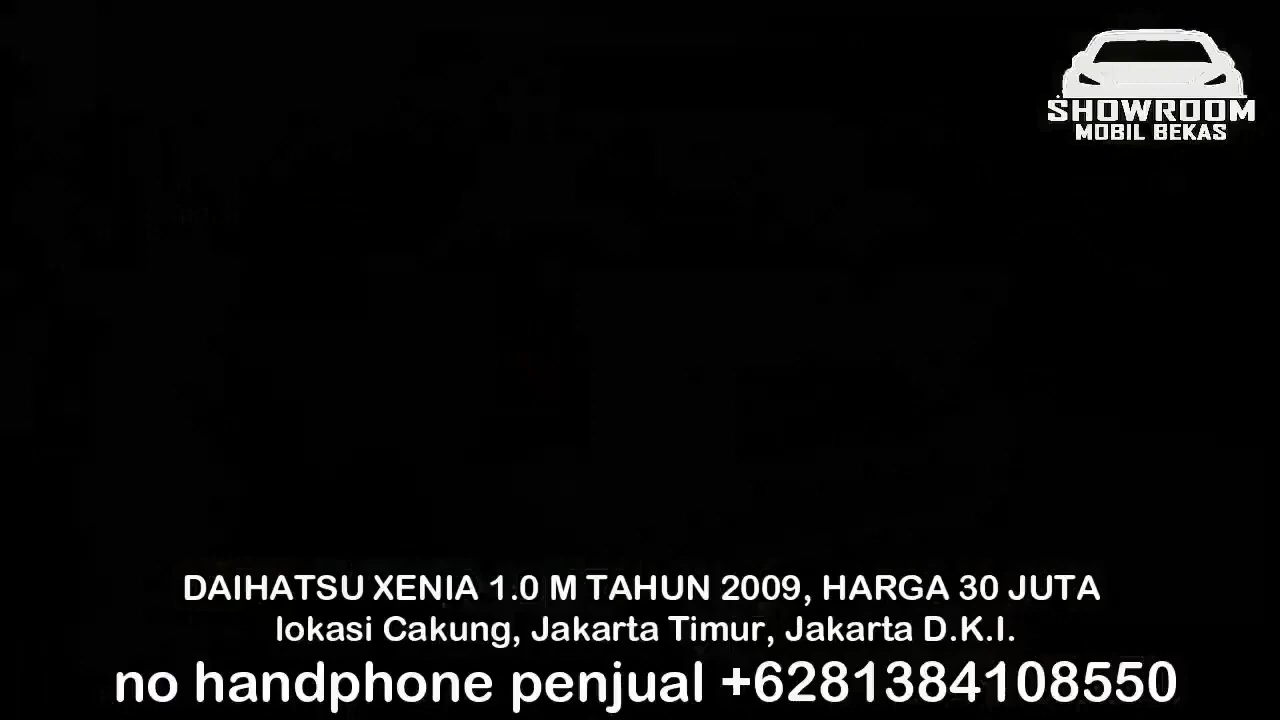 SHOWROOM
MOBIL BEKAS
DAIHATSU XENIA 1.0 M TAHUN 2009, HARGA 30 JUTA
lokasi Cakung, Jakarta Timur, Jakarta D.K.I.
no handphone penjual +6281384108550